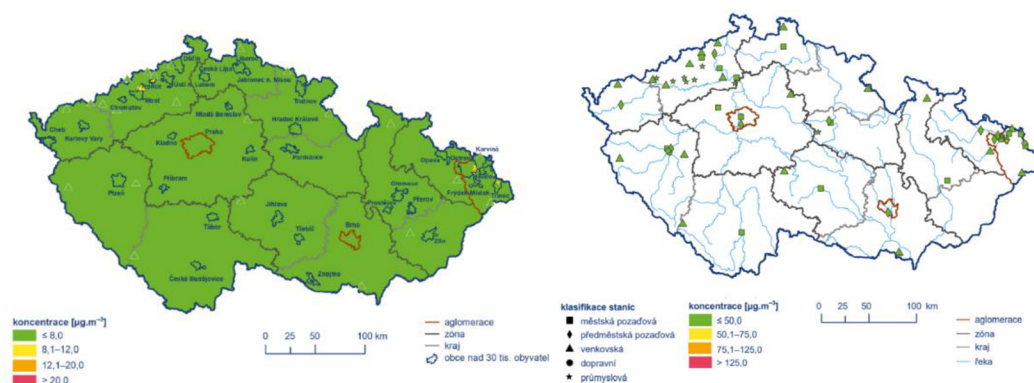 Děčín
Liberec
Česká Lípa
Teplice
Ústí n. Labem
Jablonec n. Nisou
Most
Chomutov
Trutnov
Mladá Boleslav
Cheb
Karlovy Vary
Hradec Králové
Praha
Kladno
Kolín
Pardubice
Karviná
Opava
Ostrava
Příbram
Plzeň
Olomouc
Frýdek-Místek
Třinec
Prostějov
Přerov
Jihlava
Tábor
Třebíč
Brno
Zlín
České Budějovice
Znojmo
koncentrace [µg.m⁻³]
≤ 8,0
8,1–12,0
12,1–20,0
> 20,0
0 25 50 100 km
aglomerace
zóna
kraj
obce nad 30 tis. obyvatel
klasifikace stanic
městská pozaďová
předměstská pozaďová
venkovská
dopravní
průmyslová
koncentrace [µg.m⁻³]
≤ 50,0
50,1–75,0
75,1–125,0
> 125,0
0 25 50 100 km
aglomerace
zóna
kraj
řeka